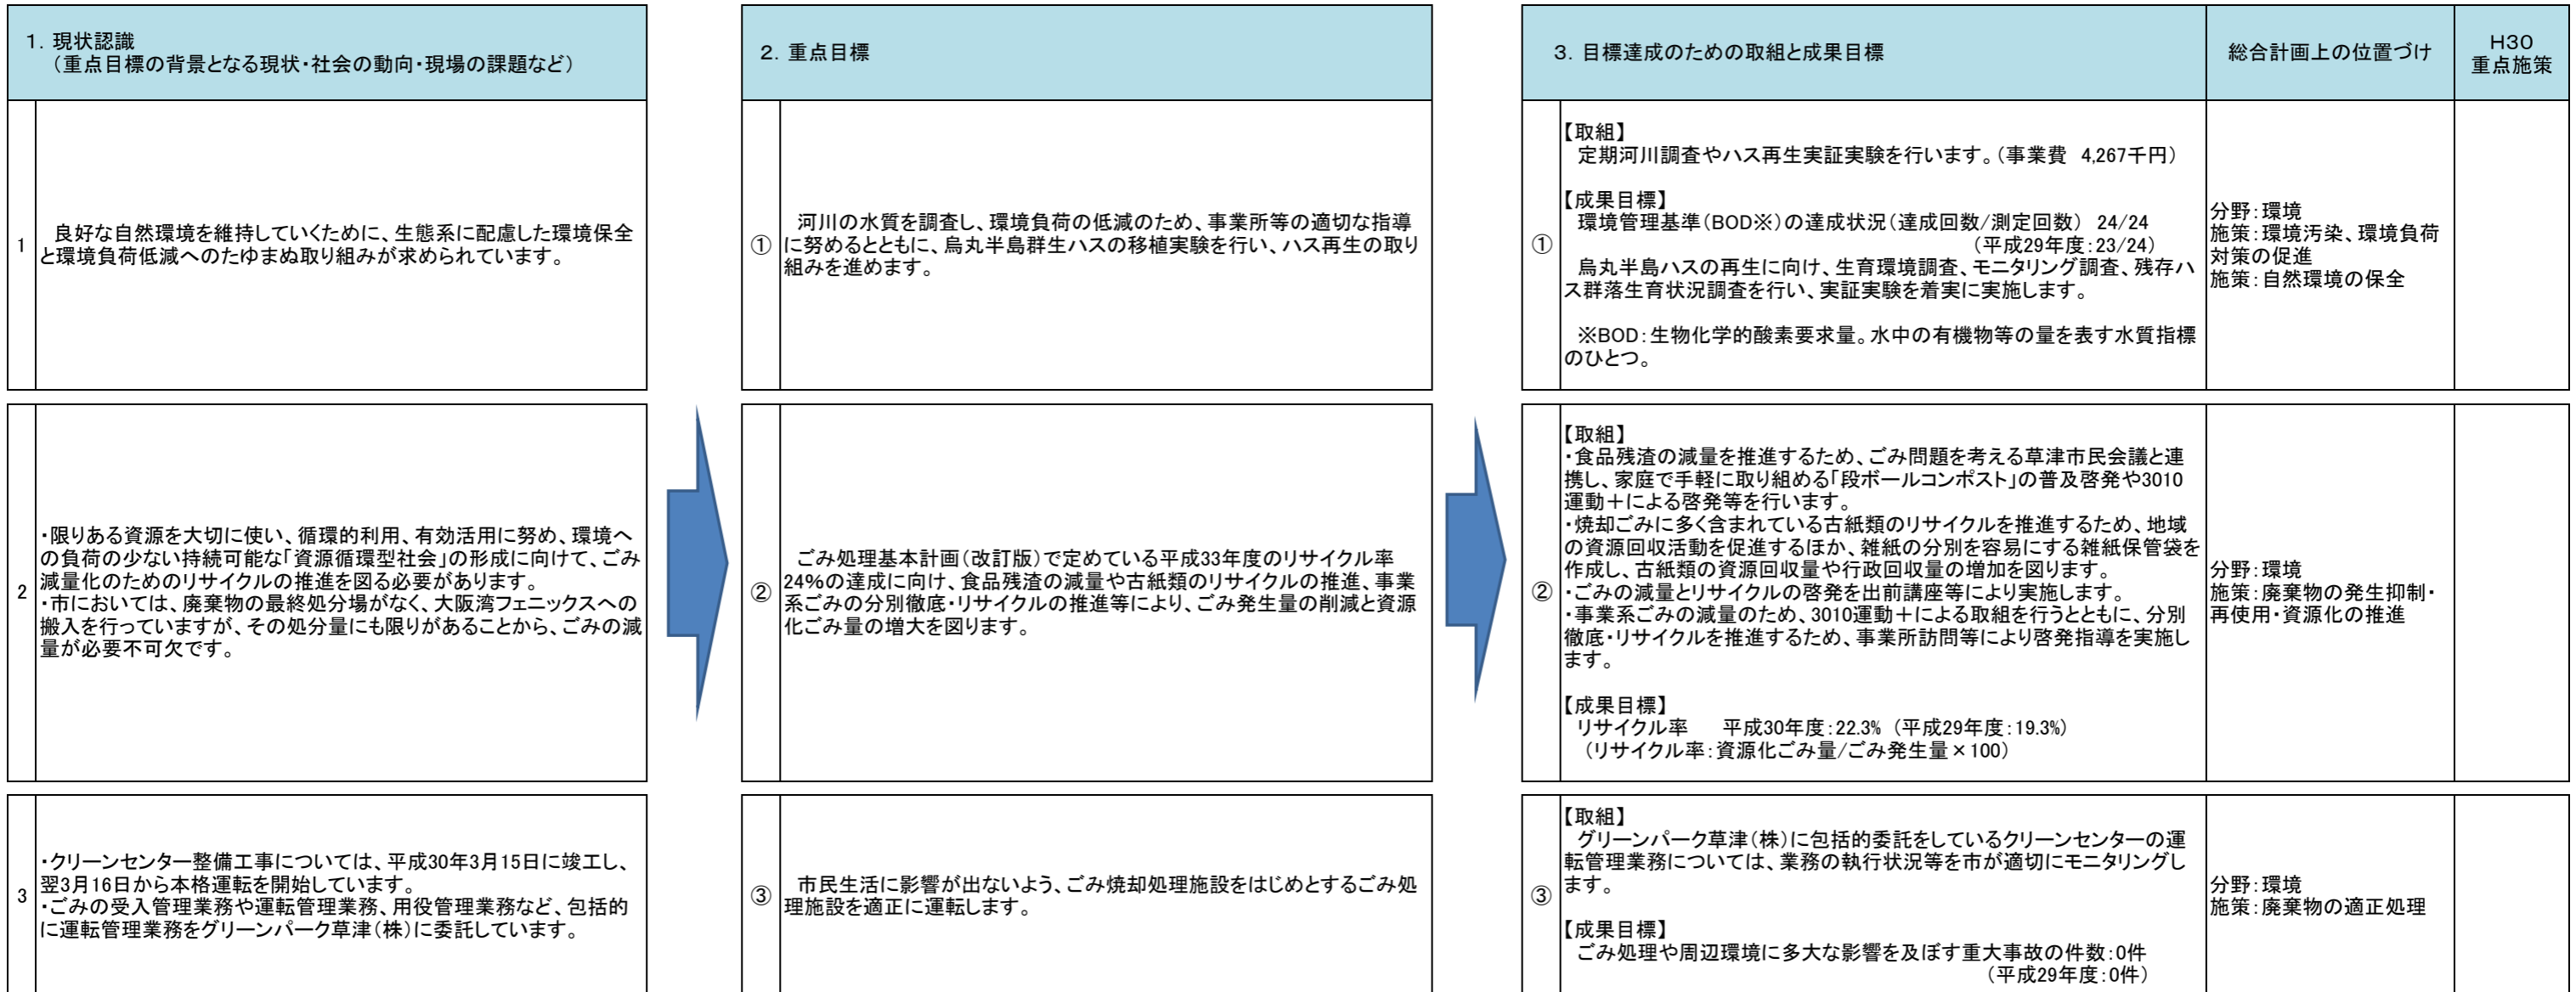 1．現状認識
（重点目標の背景となる現状・社会の動向・現場の課題など）
2．重点目標
3．目標達成のための取組と成果目標
総合計画上の位置づけ
H30
重点施策
1
良好な自然環境を維持していくために、生態系に配慮した環境保全
と環境負荷低減へのたゆまぬ取り組みが求められています。
①
河川の水質を調査し、環境負荷の低減のため、事業所等の適切な指導
に努めるとともに、烏丸半島群生ハスの移植実験を行い、ハス再生の取り
組みを進めます。
①
【取組】
定期河川調査やハス再生実証実験を行います。（事業費　4,267千円）
【成果目標】
環境管理基準（BOD※）の達成状況（達成回数/測定回数）　24/24
（平成29年度：23/24）
烏丸半島ハスの再生に向け、生育環境調査、モニタリング調査、残存ハ
ス群落生育状況調査を行い、実証実験を着実に実施します。
※BOD：生物化学的酸素要求量。水中の有機物等の量を表す水質指標
のひとつ。
分野：環境
施策：環境汚染、環境負荷
対策の促進
施策：自然環境の保全
2
・限りある資源を大切に使い、循環的利用、有効活用に努め、環境へ
の負荷の少ない持続可能な「資源循環型社会」の形成に向けて、ごみ
減量化のためのリサイクルの推進を図る必要があります。
・市においては、廃棄物の最終処分場がなく、大阪湾フェニックスへの
搬入を行っていますが、その処分量にも限りがあることから、ごみの減
量が必要不可欠です。
②
ごみ処理基本計画（改訂版）で定めている平成33年度のリサイクル率
24％の達成に向け、食品残渣の減量や古紙類のリサイクルの推進、事業
系ごみの分別徹底・リサイクルの推進等により、ごみ発生量の削減と資源
化ごみ量の増大を図ります。
②
【取組】
・食品残渣の減量を推進するため、ごみ問題を考える草津市民会議と連
携し、家庭で手軽に取り組める「段ボールコンポスト」の普及啓発や3010
運動＋による啓発等を行います。
・焼却ごみに多く含まれている古紙類のリサイクルを推進するため、地域
の資源回収活動を促進するほか、雑紙の分別を容易にする雑紙保管袋を
作成し、古紙類の資源回収量や行政回収量の増加を図ります。
・ごみの減量とリサイクルの啓発を出前講座等により実施します。
・事業系ごみの減量のため、3010運動＋による取組を行うとともに、分別
徹底・リサイクルを推進するため、事業所訪問等により啓発指導を実施し
ます。
【成果目標】
リサイクル率　　平成30年度：22.3%（平成29年度：19.3%）
（リサイクル率：資源化ごみ量/ごみ発生量×100）
分野：環境
施策：廃棄物の発生抑制・
再使用・資源化の推進
3
・クリーンセンター整備工事については、平成30年3月15日に竣工し、
翌3月16日から本格運転を開始しています。
・ごみの受入管理業務や運転管理業務、用役管理業務など、包括的
に運転管理業務をグリーンパーク草津（株）に委託しています。
③
市民生活に影響が出ないよう、ごみ焼却処理施設をはじめとするごみ処
理施設を適正に運転します。
③
【取組】
グリーンパーク草津（株）に包括的委託をしているクリーンセンターの運
転管理業務については、業務の執行状況等を市が適切にモニタリングし
ます。
【成果目標】
ごみ処理や周辺環境に多大な影響を及ぼす重大事故の件数：0件
（平成29年度：0件）
分野：環境
施策：廃棄物の適正処理